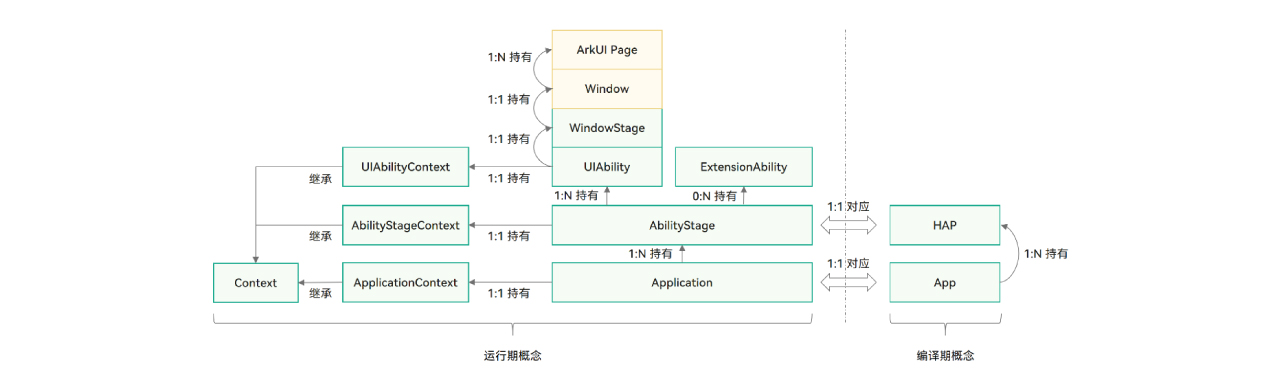 ArkUI Page
1:N 持有
Window
1:1 持有
WindowStage
1:1 持有
UIAbilityContext
UIAbility
ExtensionAbility
继承
1:1 持有
1:N 持有
0:N 持有
1:1 对应
AbilityStageContext
AbilityStage
HAP
继承
1:1 持有
1:N 持有
1:N 持有
1:1 对应
Context
ApplicationContext
Application
App
继承
1:1 持有
运行期概念
编译期概念